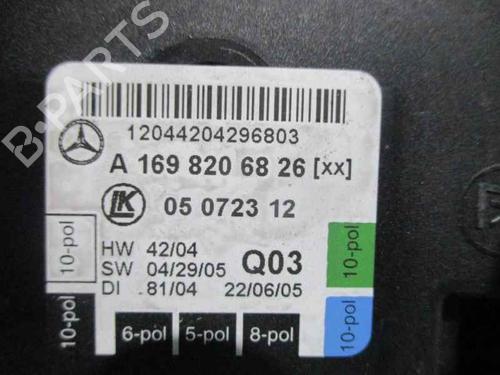 B-PARTS
12044204296803
A 169 820 68 26 [xx]
LK 05 0723 12
HW 42/04
SW 04/29/05 Q03
DI .81/04 22/06/05
10-pol
10-pol
10-pol
10-pol
6-pol 5-pol 8-pol